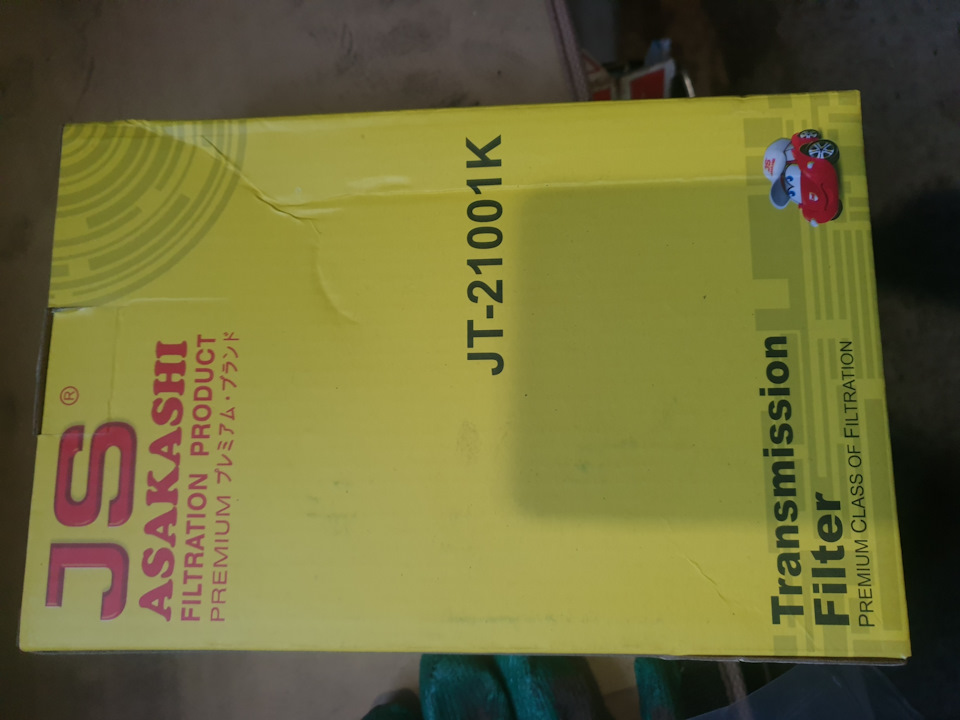 JS®
ASAKASHI
FILTRATION PRODUCT
PREMIUM プレミアム・ブランド
JT-21001K
Transmission
Filter
PREMIUM CLASS OF FILTRATION